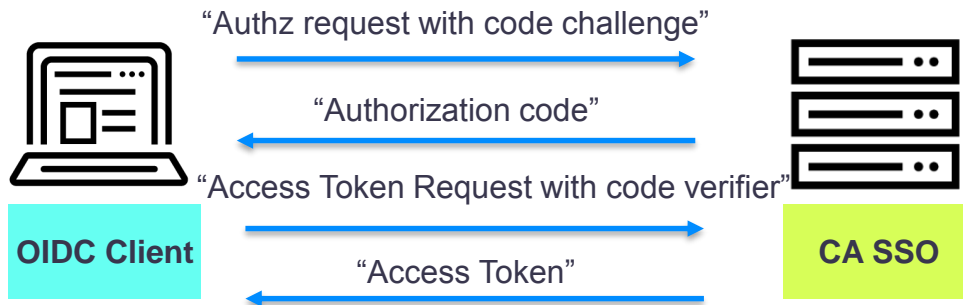 “Authz request with code challenge”
“Authorization code”
“Access Token Request with code verifier”
OIDC Client
CA SSO
“Access Token”